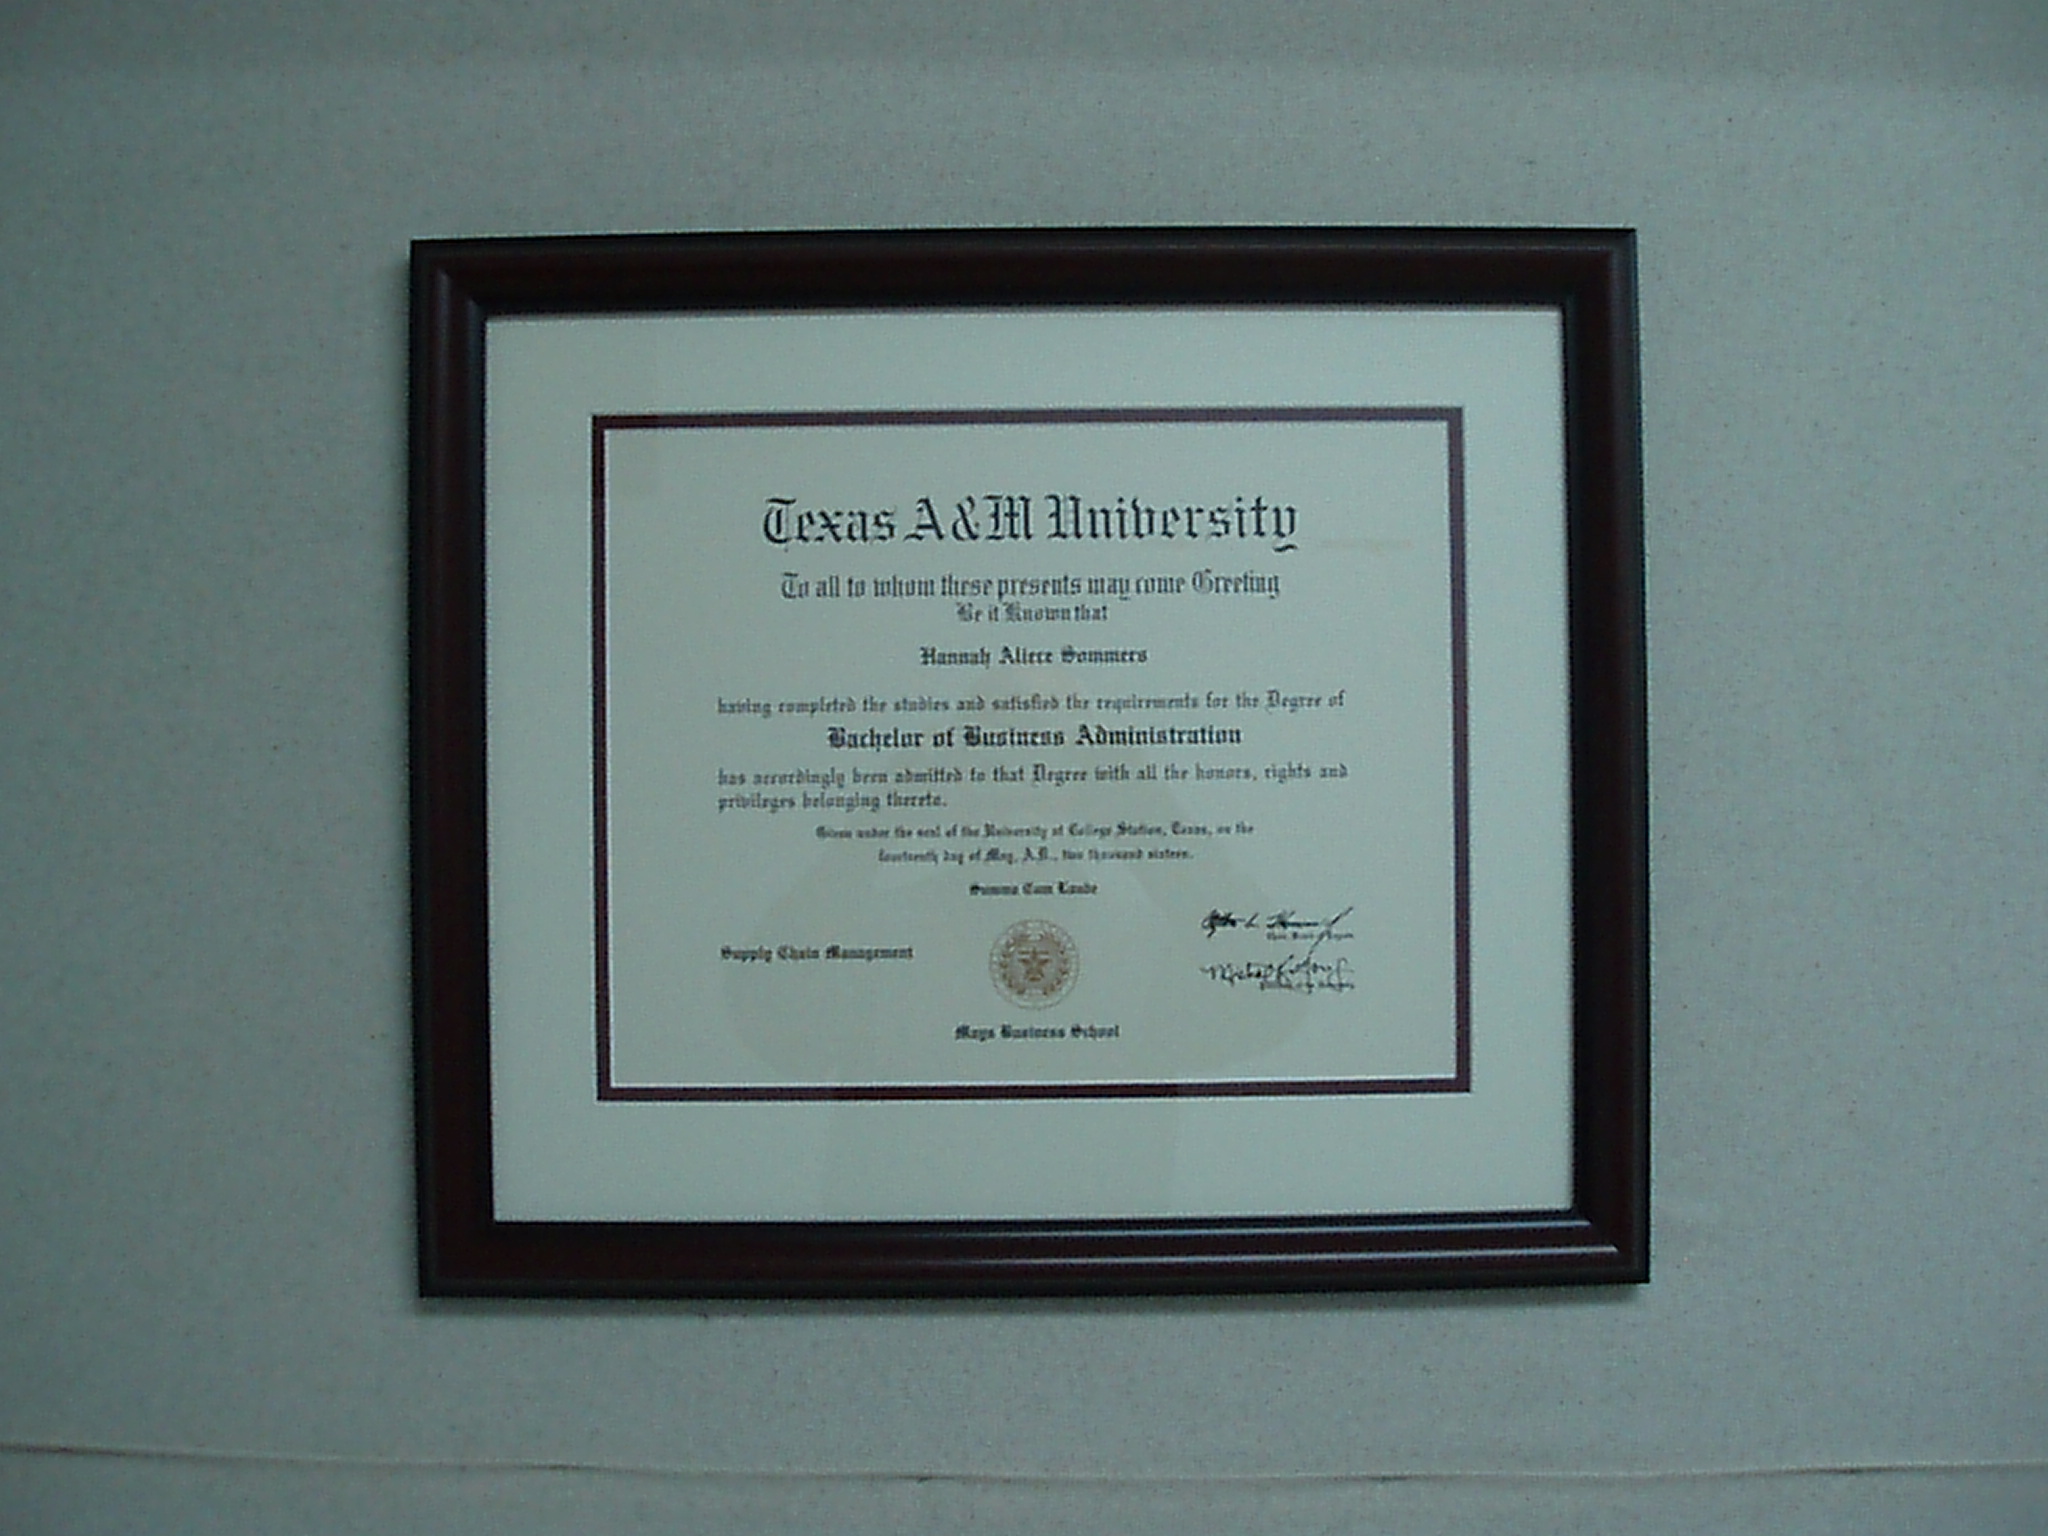 Texas A&M University
To all to whom these presents may come Greeting
Be it Known that
Hannah Aliece Sommers
having completed the studies and satisfied the requirements for the Degree of
Bachelor of Business Administration
has accordingly been admitted to that Degree with all the honors, rights and
privileges belonging thereto.
Given under the seal of the University at College Station, Texas, on the
fourteenth day of May, A.D., two thousand sixteen.
Summa Cum Laude
Supply Chain Management
Mays Business School